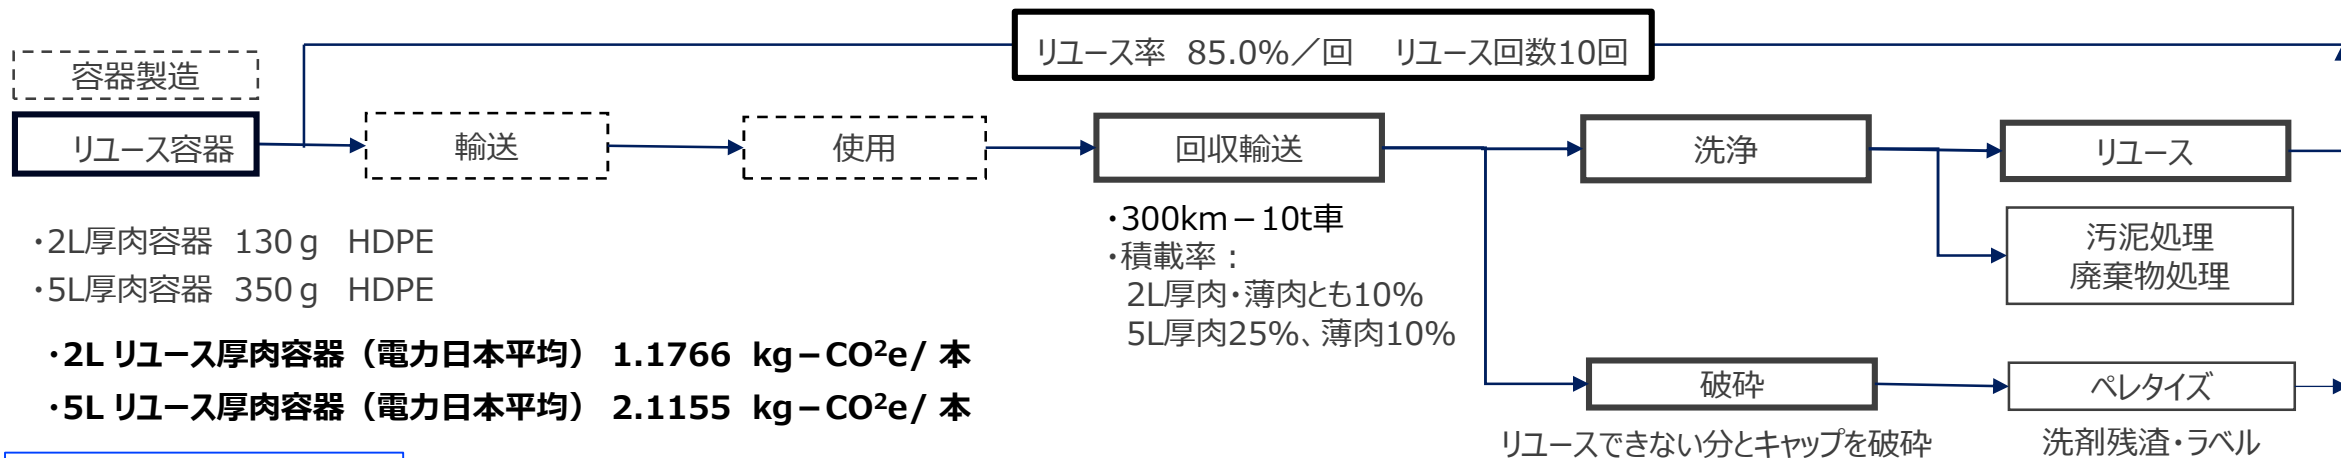 リユース率 85.0%／回 リユース回数10回
容器製造
リユース容器
輸送
使用
回収輸送
洗浄
リユース
・2L厚肉容器 130ｇ HDPE
・5L厚肉容器 350ｇ HDPE
・300km－10t車
・積載率：
2L厚肉・薄肉とも10%
5L厚肉25%、薄肉10%
汚泥処理
廃棄物処理
・2L リユース厚肉容器（電力日本平均） 1.1766 kg－CO²e/ 本
・5L リユース厚肉容器（電力日本平均） 2.1155 kg－CO²e/ 本
破砕
ペレタイズ
リユースできない分とキャップを破砕
洗剤残渣・ラベル